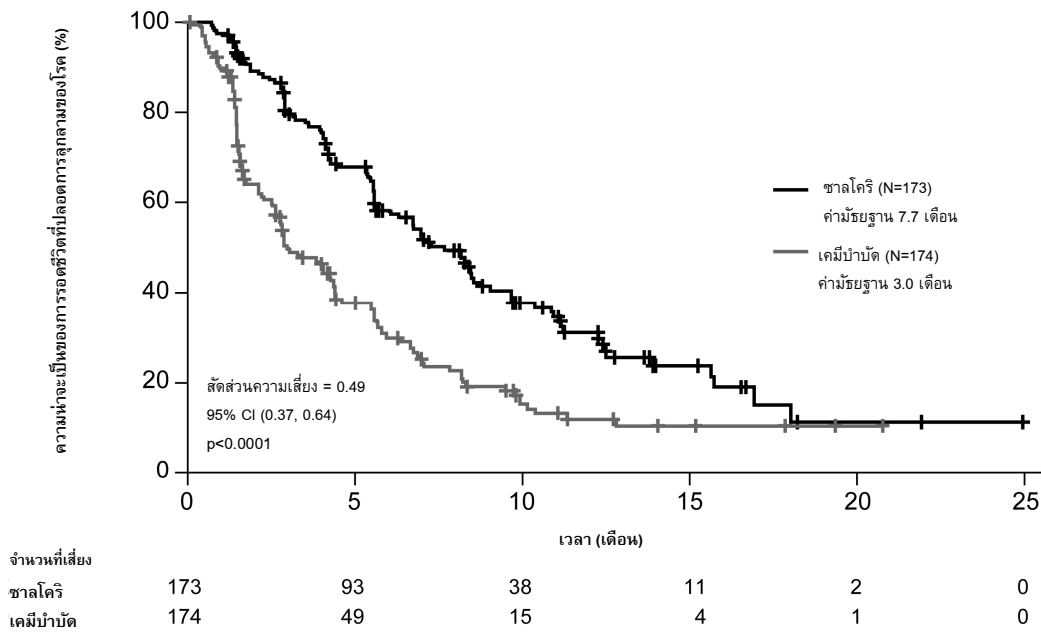 ความน่าจะเป็นของการรอดชีวิตที่ปลอดการลุกลามของโรค (%)
100
80
60
40
20
0
ซาลโคริ (N=173)
ค่ามัธยฐาน 7.7 เดือน
เคมีบำบัด (N=174)
ค่ามัธยฐาน 3.0 เดือน
สัดส่วนความเสี่ยง = 0.49
95% CI (0.37, 0.64)
p<0.0001
0 5 10 15 20 25
เวลา (เดือน)
จำนวนที่เสี่ยง
ซาลโคริ 173 93 38 11 2 0
เคมีบำบัด 174 49 15 4 1 0